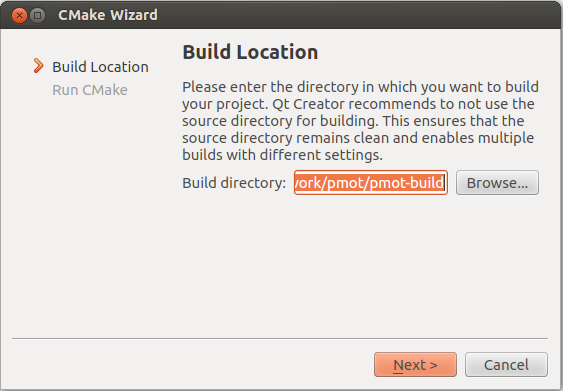 CMake Wizard
Build Location
Run CMake
Build Location
Please enter the directory in which you want to build
your project. Qt Creator recommends to not use the
source directory for building. This ensures that the
source directory remains clean and enables multiple
builds with different settings.
Build directory: /ork/pmot/pmot-build Browse...
Next > Cancel